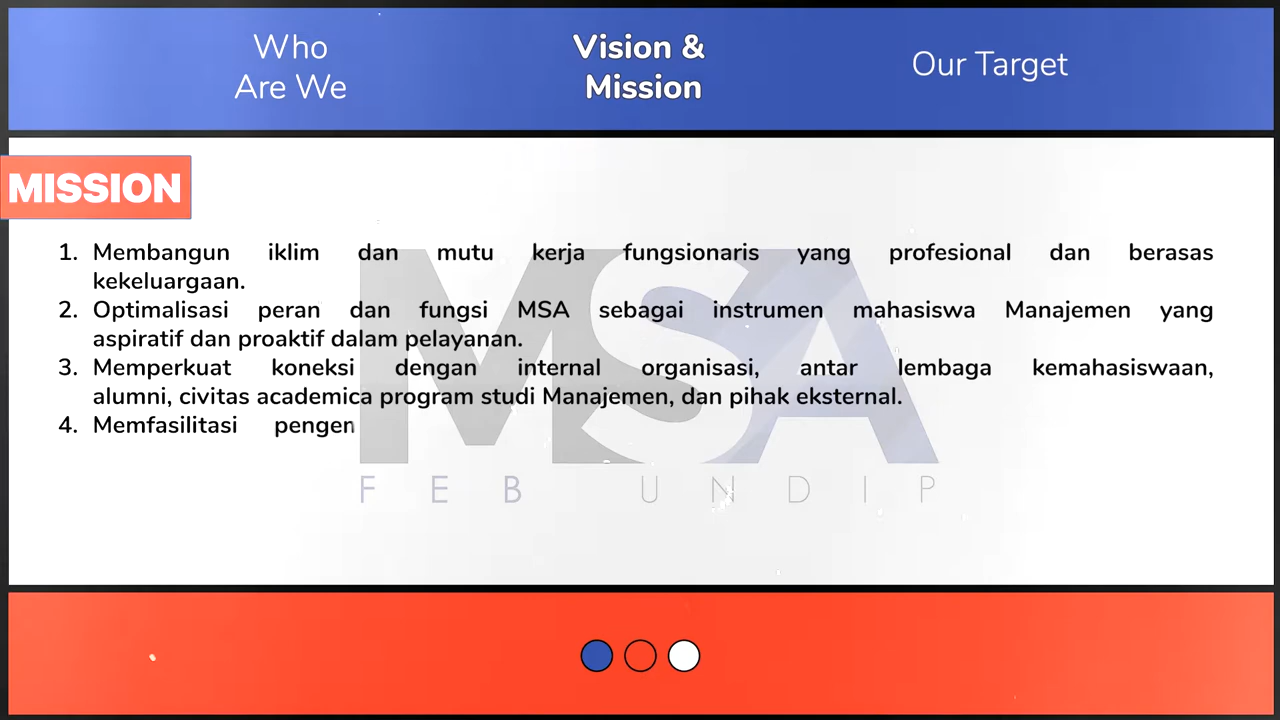 Who
Are We
Vision &
Mission
Our Target
MISSION
1. Membangun iklim dan mutu kerja fungsionaris yang profesional dan berasas
kekeluargaan.
2. Optimalisasi peran dan fungsi MSA sebagai instrumen mahasiswa Manajemen yang
aspiratif dan proaktif dalam pelayanan.
3. Memperkuat koneksi dengan internal organisasi, antar lembaga kemahasiswaan,
alumni, civitas academica program studi Manajemen, dan pihak eksternal.
4. Memfasilitasi pengen
MSA
FEB UNDIP